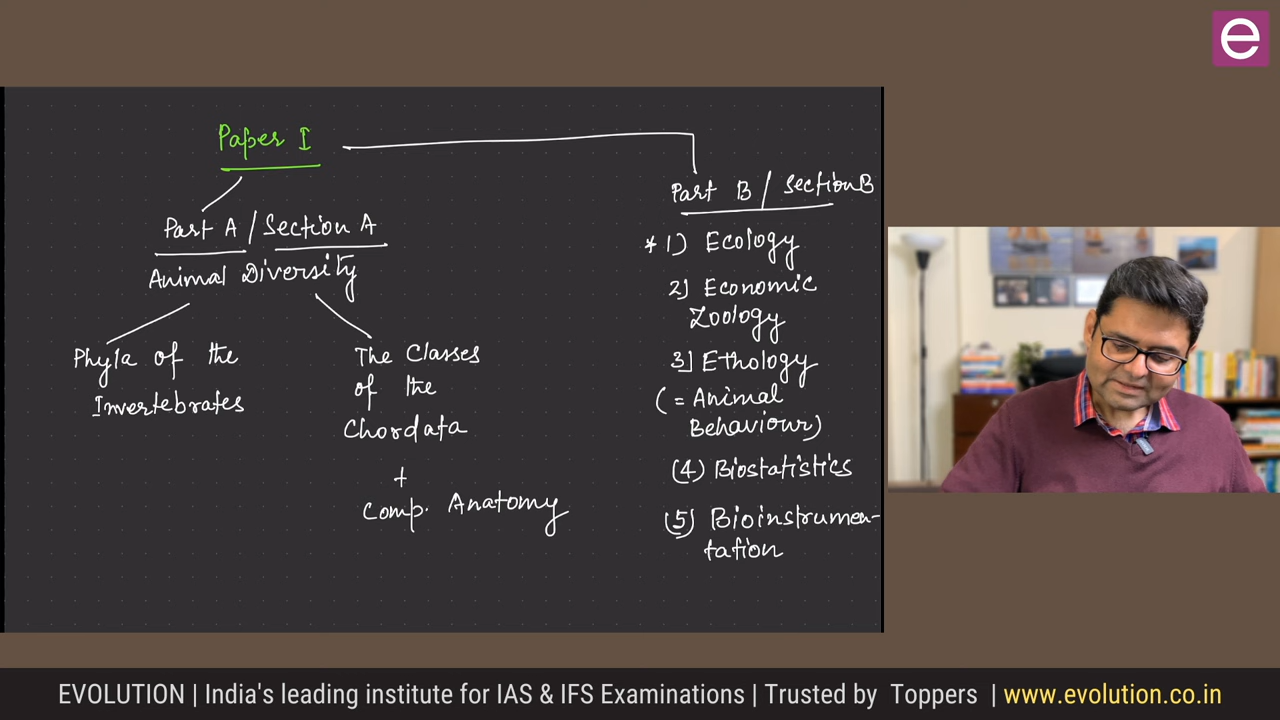 e
Paper I
Part A / Section A
Animal Diversity
Phyla of the
Invertebrates
The Classes
of the
Chordata
+
Comp. Anatomy
Part B / Section B
* 1) Ecology
2) Economic
Zoology
3) Ethology
(= Animal
Behaviour)
(4) Biostatistics
(5) Bioinstrumen-
tation
EVOLUTION | India's leading institute for IAS & IFS Examinations | Trusted by Toppers | www.evolution.co.in